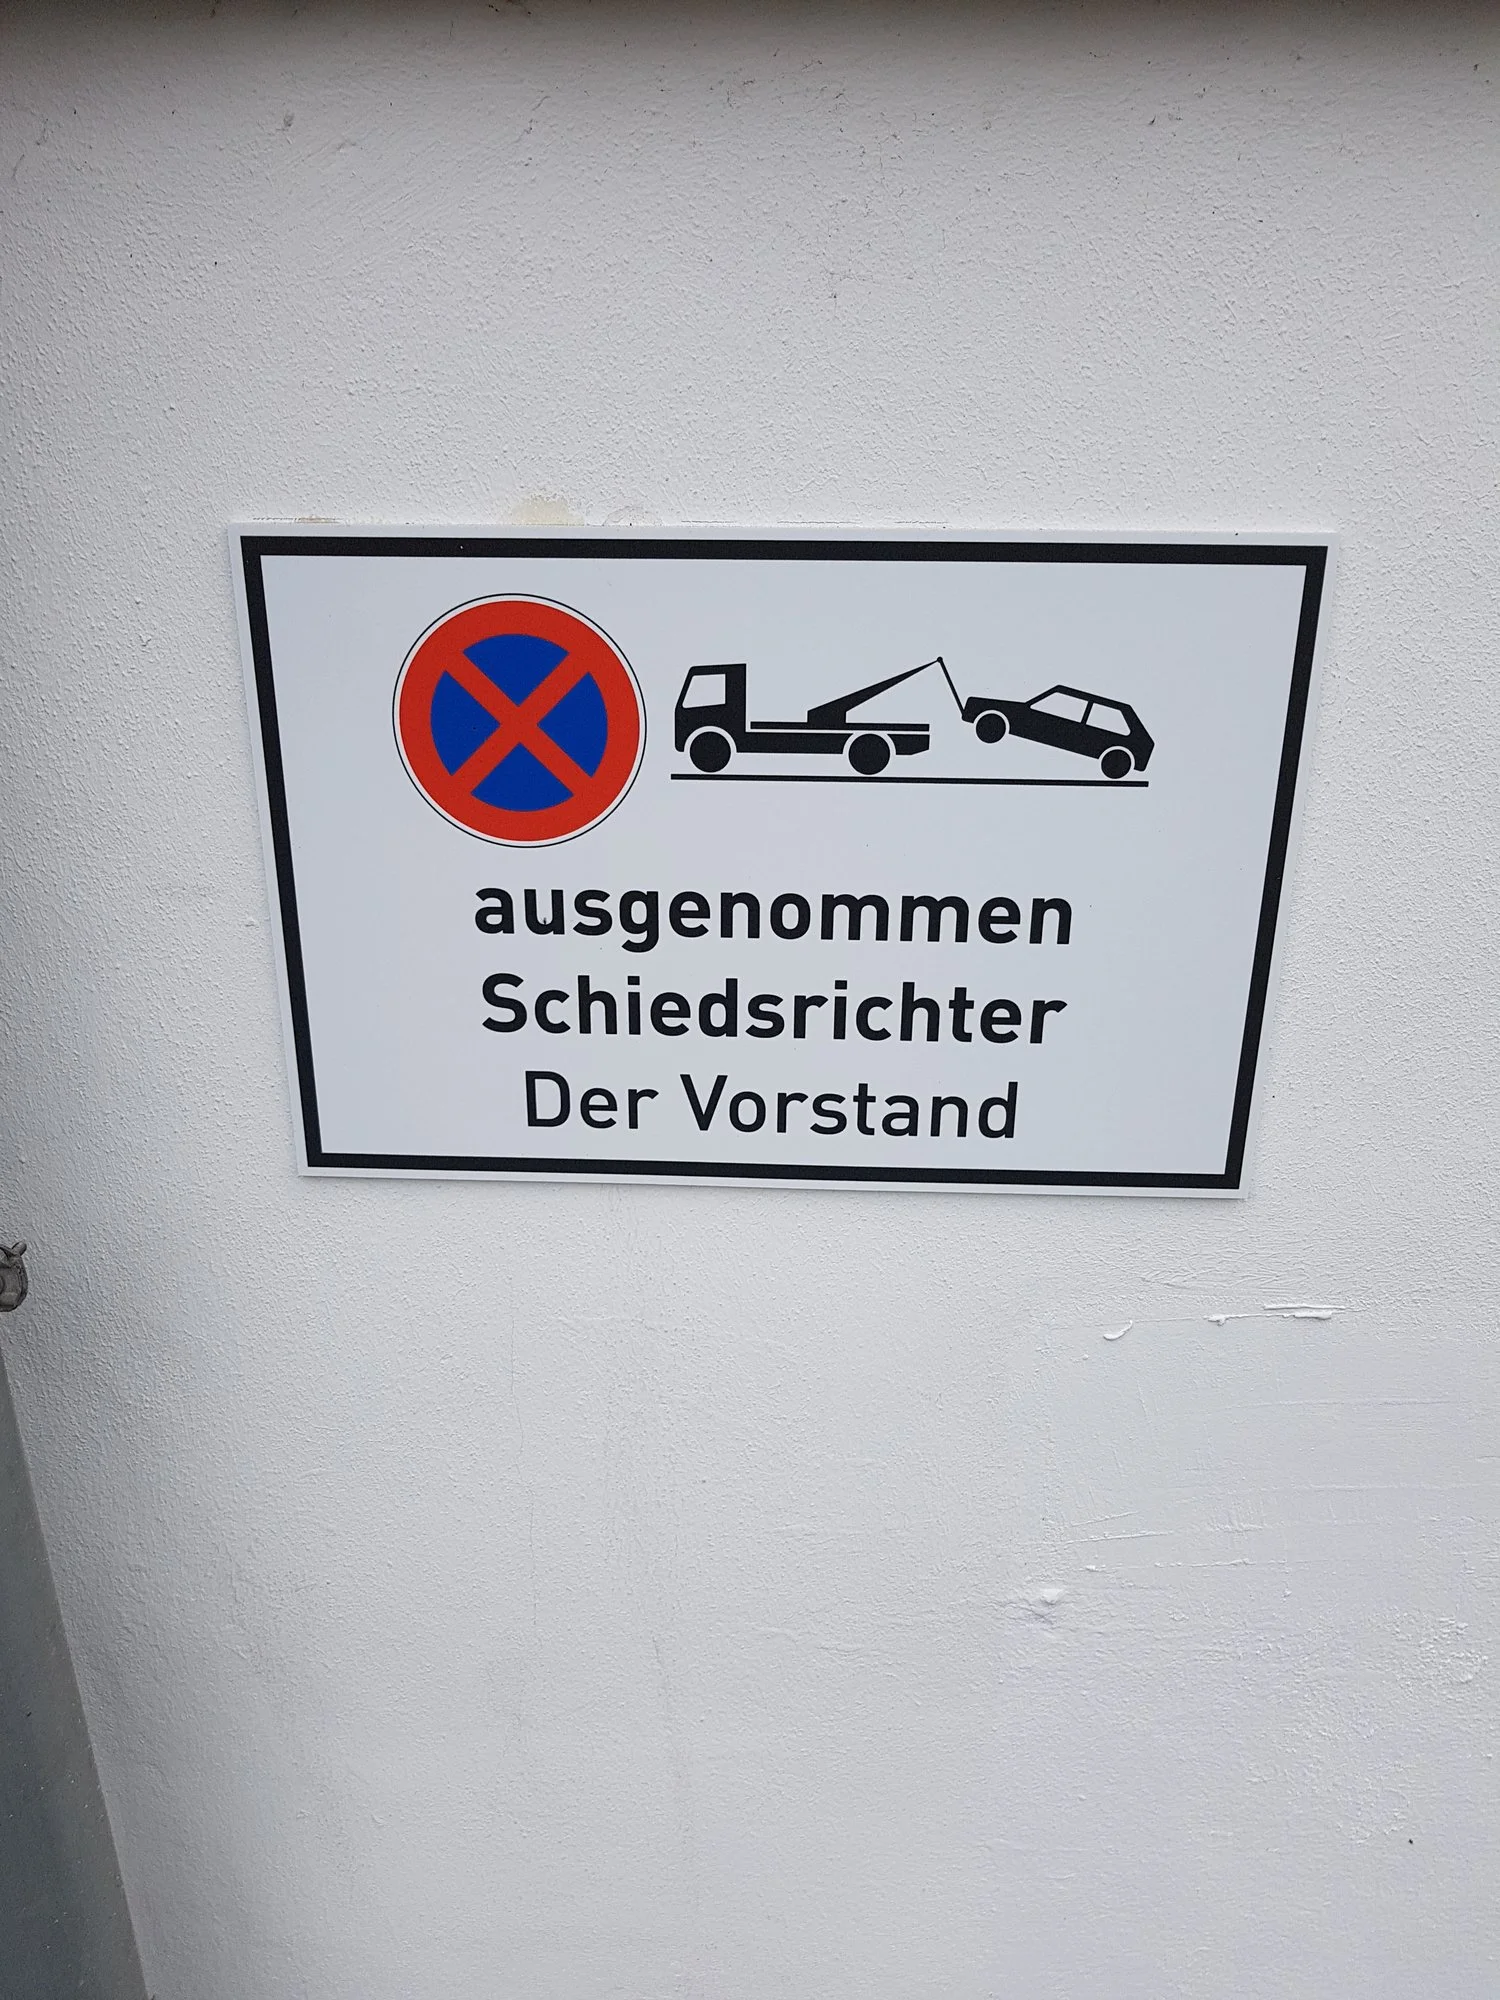 ausgenommen
Schiedsrichter
Der Vorstand